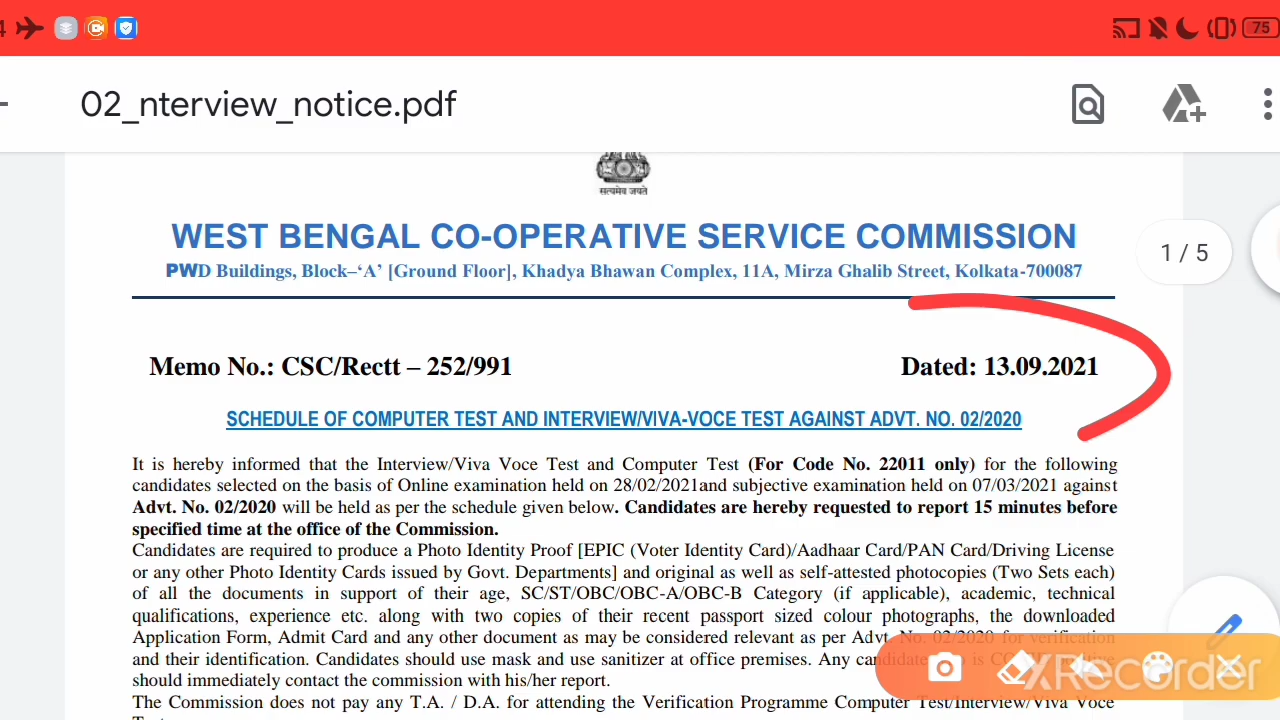 4
75
02_nterview_notice.pdf
सत्यमेव जयते
WEST BENGAL CO-OPERATIVE SERVICE COMMISSION
PWD Buildings, Block–‘A’ [Ground Floor], Khadya Bhawan Complex, 11A, Mirza Ghalib Street, Kolkata-700087
1 / 5
Memo No.: CSC/Rectt – 252/991 Dated: 13.09.2021
SCHEDULE OF COMPUTER TEST AND INTERVIEW/VIVA-VOCE TEST AGAINST ADVT. NO. 02/2020
It is hereby informed that the Interview/Viva Voce Test and Computer Test (For Code No. 22011 only) for the following
candidates selected on the basis of Online examination held on 28/02/2021and subjective examination held on 07/03/2021 against
Advt. No. 02/2020 will be held as per the schedule given below. Candidates are hereby requested to report 15 minutes before
specified time at the office of the Commission.
Candidates are required to produce a Photo Identity Proof [EPIC (Voter Identity Card)/Aadhaar Card/PAN Card/Driving License
or any other Photo Identity Cards issued by Govt. Departments] and original as well as self-attested photocopies (Two Sets each)
of all the documents in support of their age, SC/ST/OBC/OBC-A/OBC-B Category (if applicable), academic, technical
qualifications, experience etc. along with two copies of their recent passport sized colour photographs, the downloaded
Application Form, Admit Card and any other document as may be considered relevant as per Advt. No. 02/2020 for verification
and their identification. Candidates should use mask and use sanitizer at office premises. Any
should immediately contact the commission with his/her report.
The Commission does not pay any T.A. / D.A. for attending the Verification Programme Computer Test/Interview/Viva Voce
XRecorder